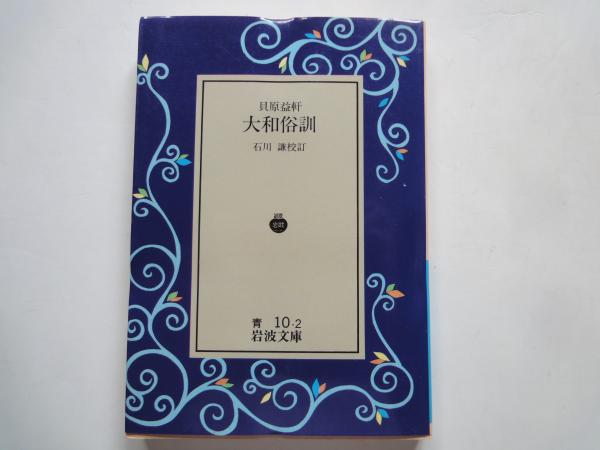 貝原益軒
大和俗訓
石川 謙校訂
青 10-2
岩波文庫